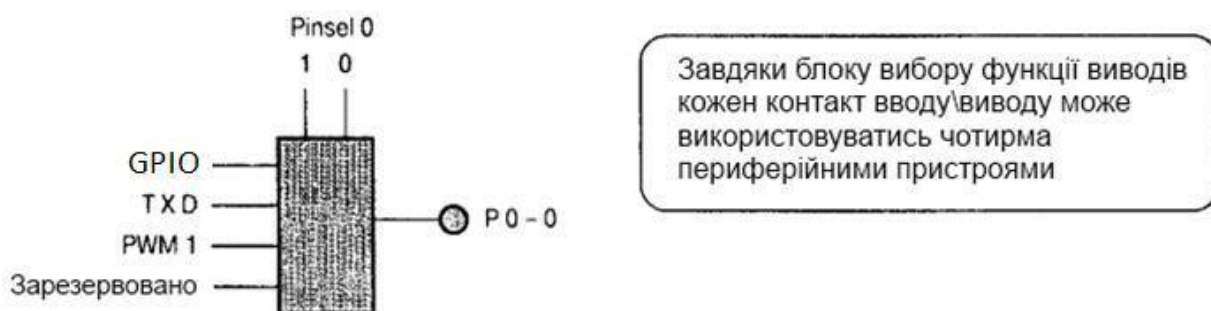 Pinsel 0
1 0
GPIO
TXD
PWM 1
Зарезервовано
P0-0
Завдяки блоку вибору функції виводів
кожен контакт вводу\виводу може
використовуватись чотирма
периферійними пристроями